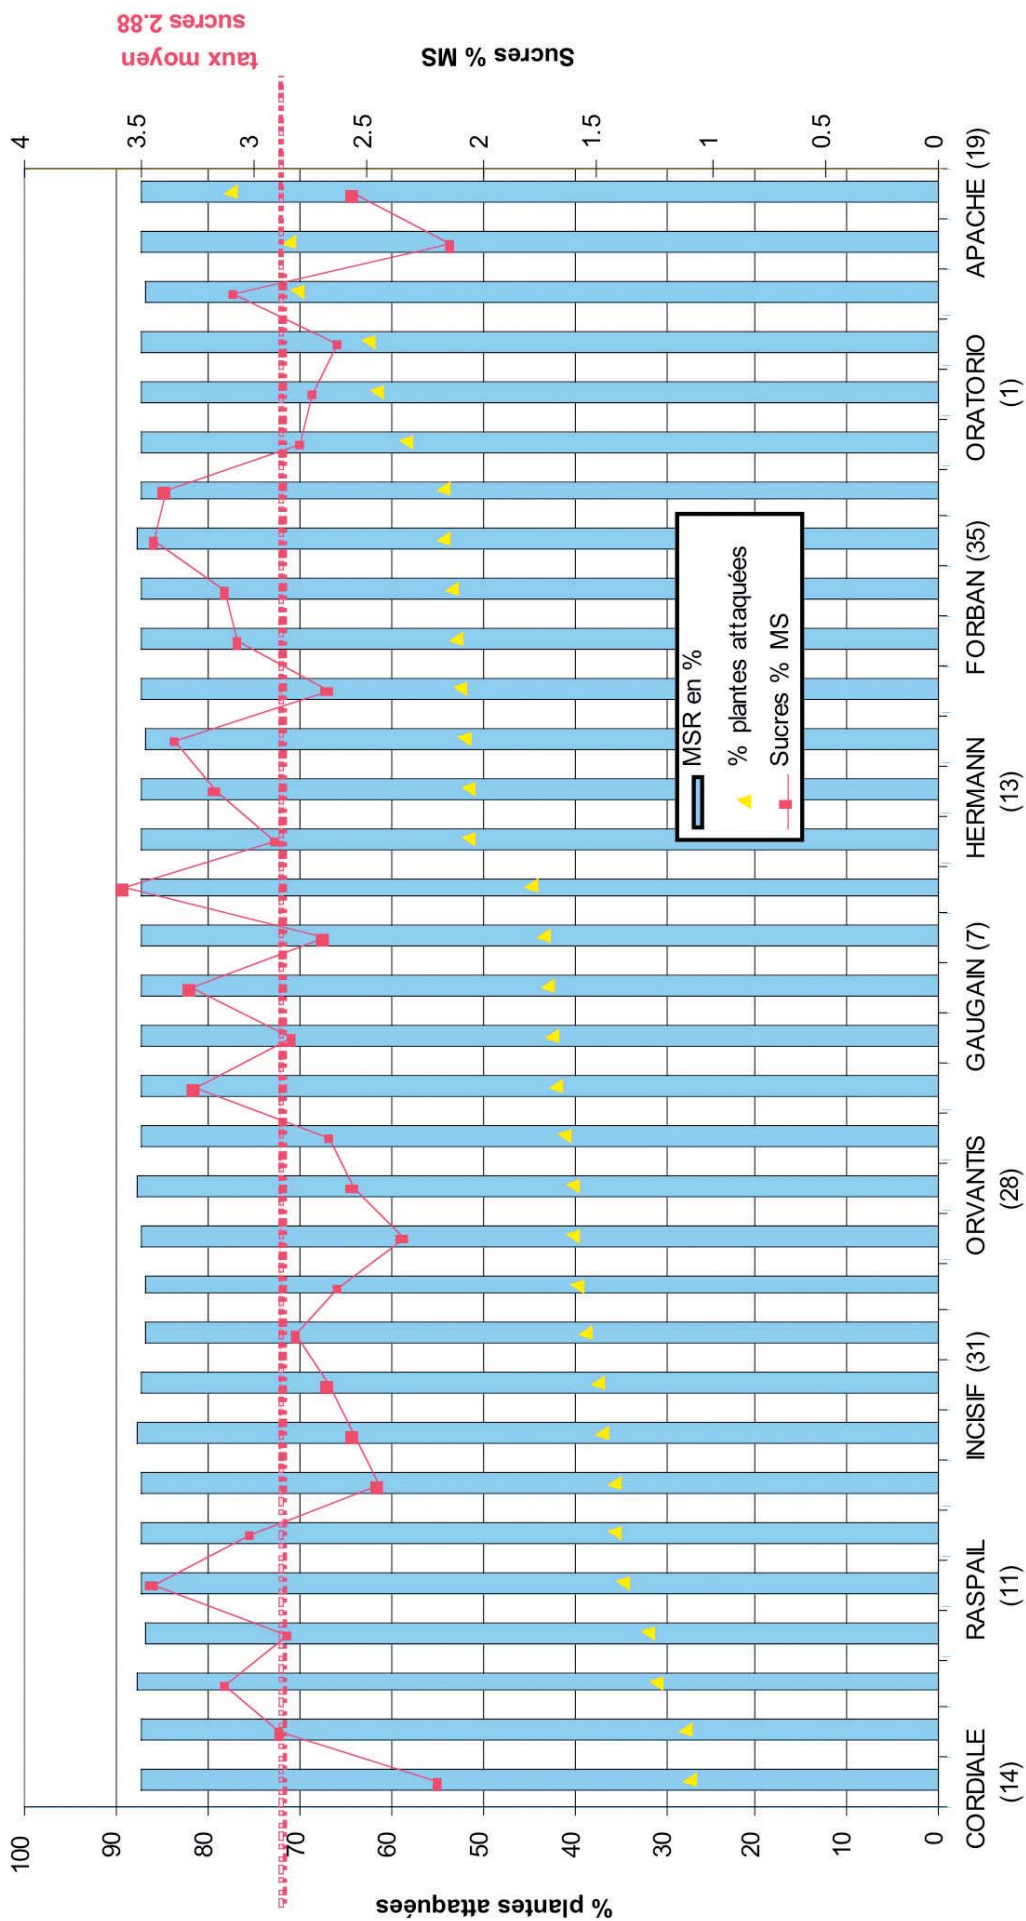 taux moyen
sucres 2.88
% plantes attaquées
100
90
80
70
60
50
40
30
20
10
0
4
3.5
3
2.5
2
1.5
1
0.5
0
Sucres % MS
MSR en %
% plantes attaquées
Sucres % MS
CORDIALE
(14)
RASPAIL
(11)
INCISIF (31)
ORVANTIS
(28)
GAUGAIN (7)
HERMANN
(13)
FORBAN (35)
ORATORIO
(1)
APACHE (19)